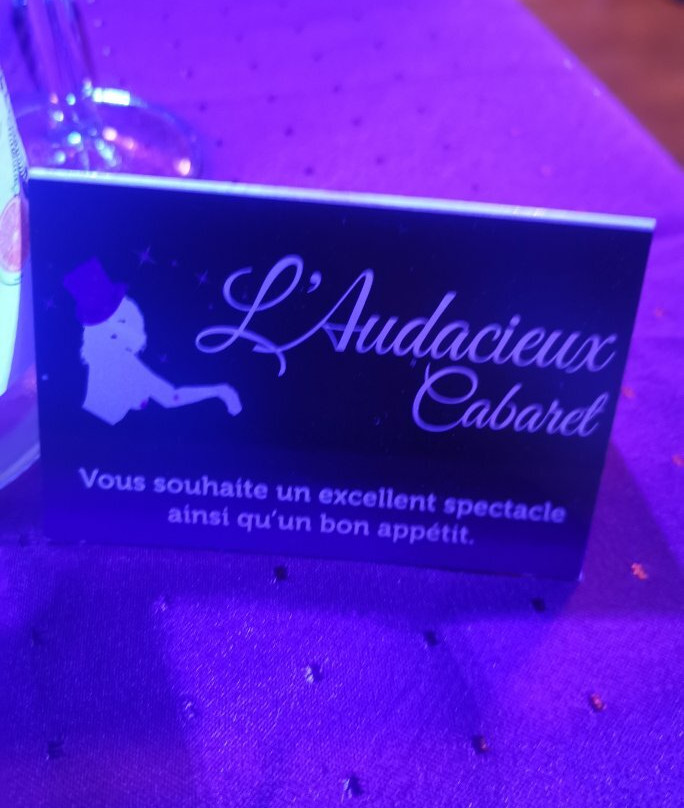 L'Audacieux
Cabaret
Vous souhaite un excellent spectacle
ainsi qu'un bon appétit.